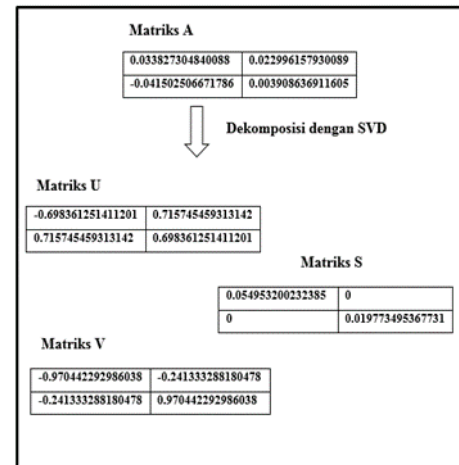 Matriks A
0.033827304840088 0.022996157930089
-0.041502506671786 0.003908636911605
Dekomposisi dengan SVD
Matriks U
-0.698361251411201 0.715745459313142
0.715745459313142 0.698361251411201
Matriks S
0.054953200232385 0
0 0.019773495367731
Matriks V
-0.970442292986038 -0.241333288180478
-0.241333288180478 0.970442292986038